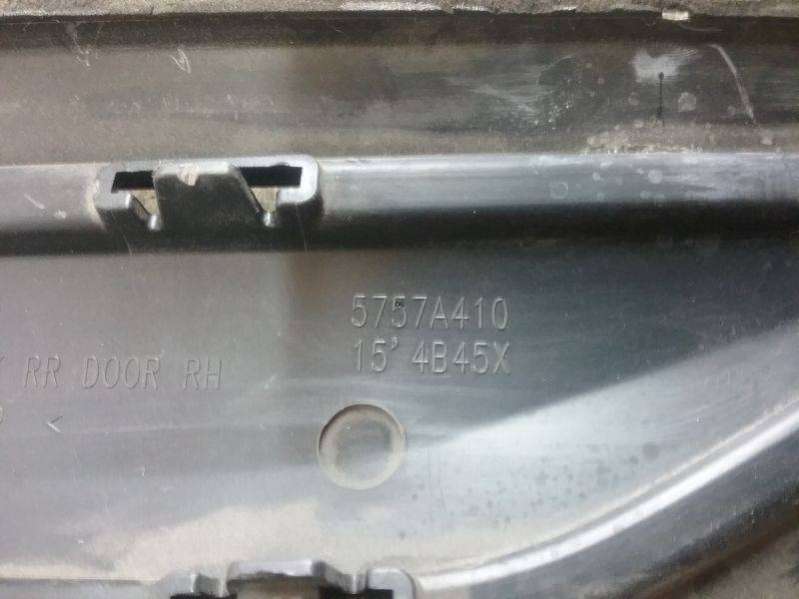 5757A410
15' 4B45X
RR DOOR RH
<